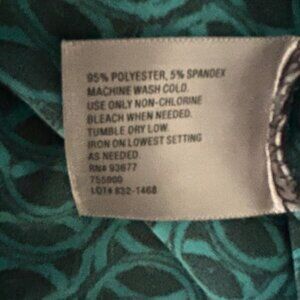 95% POLYESTER, 5% SPANDEX
MACHINE WASH COLD.
USE ONLY NON-CHLORINE
BLEACH WHEN NEEDED.
TUMBLE DRY LOW.
IRON ON LOWEST SETTING
AS NEEDED.
RN# 93677
755900
LOT# 832-1468